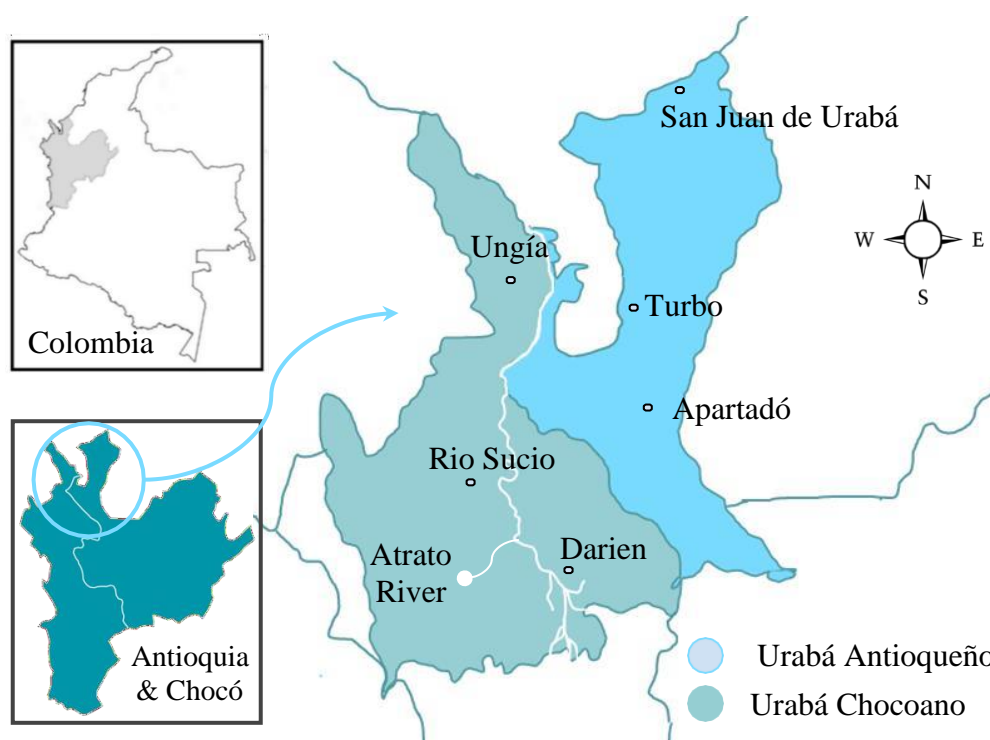 San Juan de Urabá
N
W
E
S
Ungía
Turbo
Colombia
Apartadó
Rio Sucio
Atrato
River
Darien
Antioquia
& Chocó
Urabá Antioqueño
Urabá Chocoano